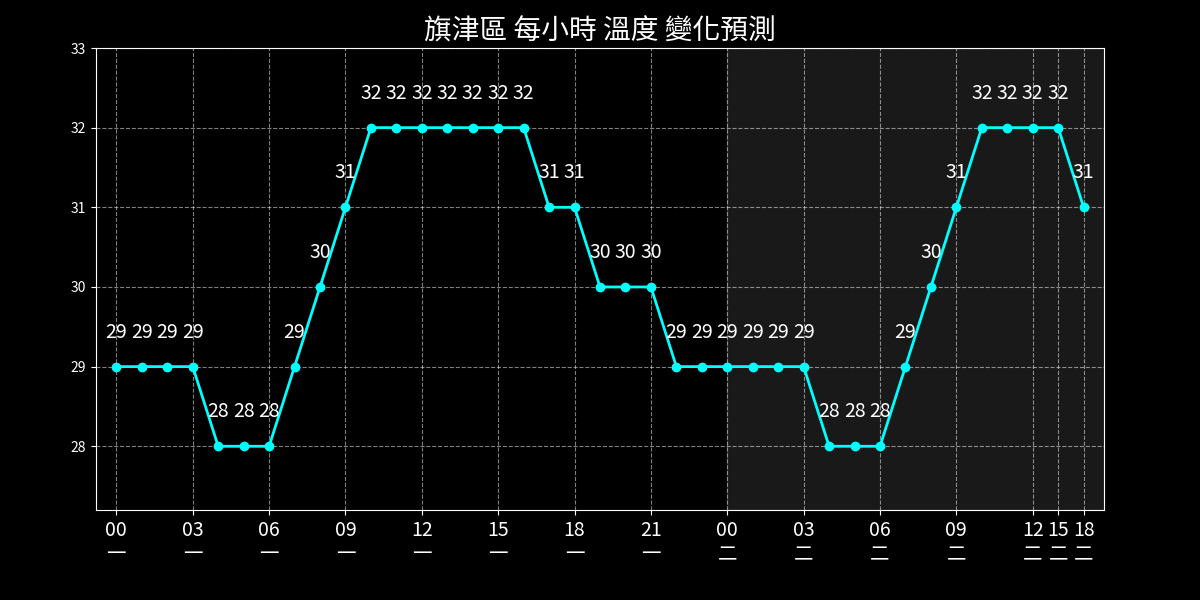 旗津區 每小時 溫度 變化預測
33
32 32 32 32 32 32 32 32 32 32 32
32
31 31 31 31 31
31
30 30 30 30 30
30
29 29 29 29 29 29 29 29 29 29 29 29
29
28 28 28 28 28 28
28
00 03 06 09 12 15 18 21 00 03 06 09 12 15 18
一 一 一 一 一 一 一 一 二 二 二 二 二 二 二